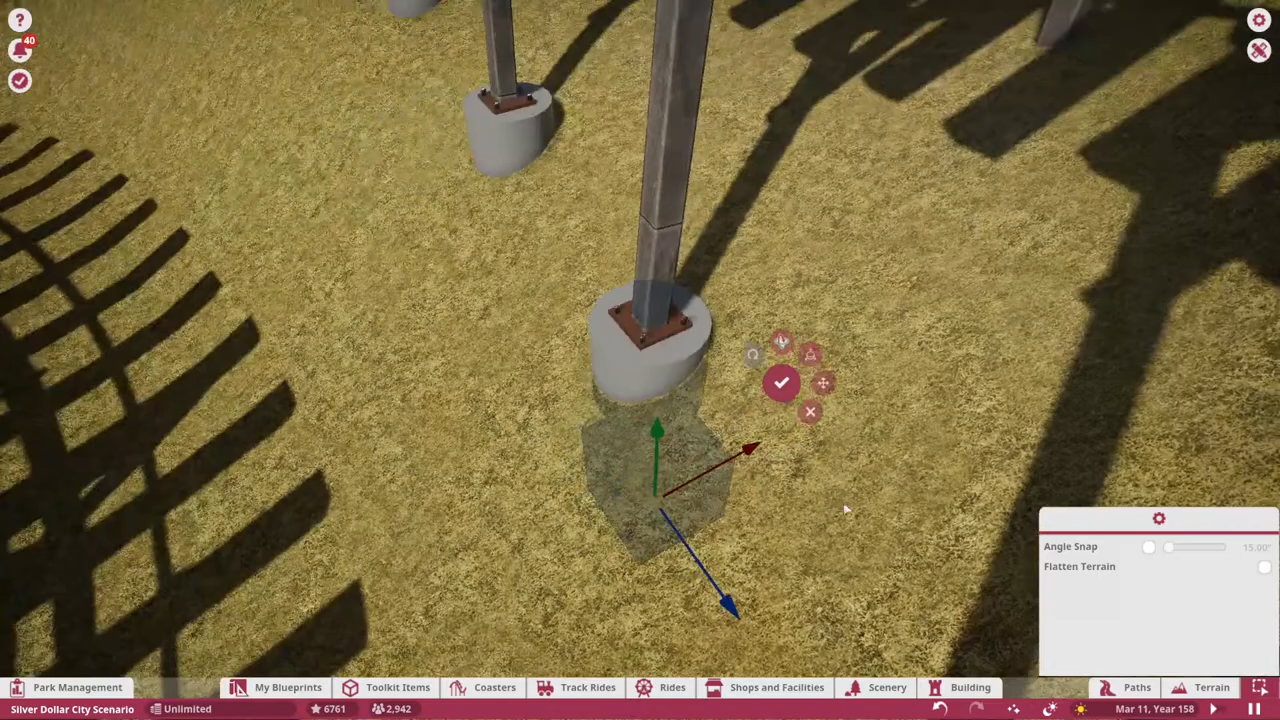 ?
40
Angle Snap 15.00°
Flatten Terrain
Park Management My Blueprints Toolkit Items Coasters Track Rides Rides Shops and Facilities Scenery Building Paths Terrain
Silver Dollar City Scenario Unlimited 6761 2,942 Mar 11, Year 158